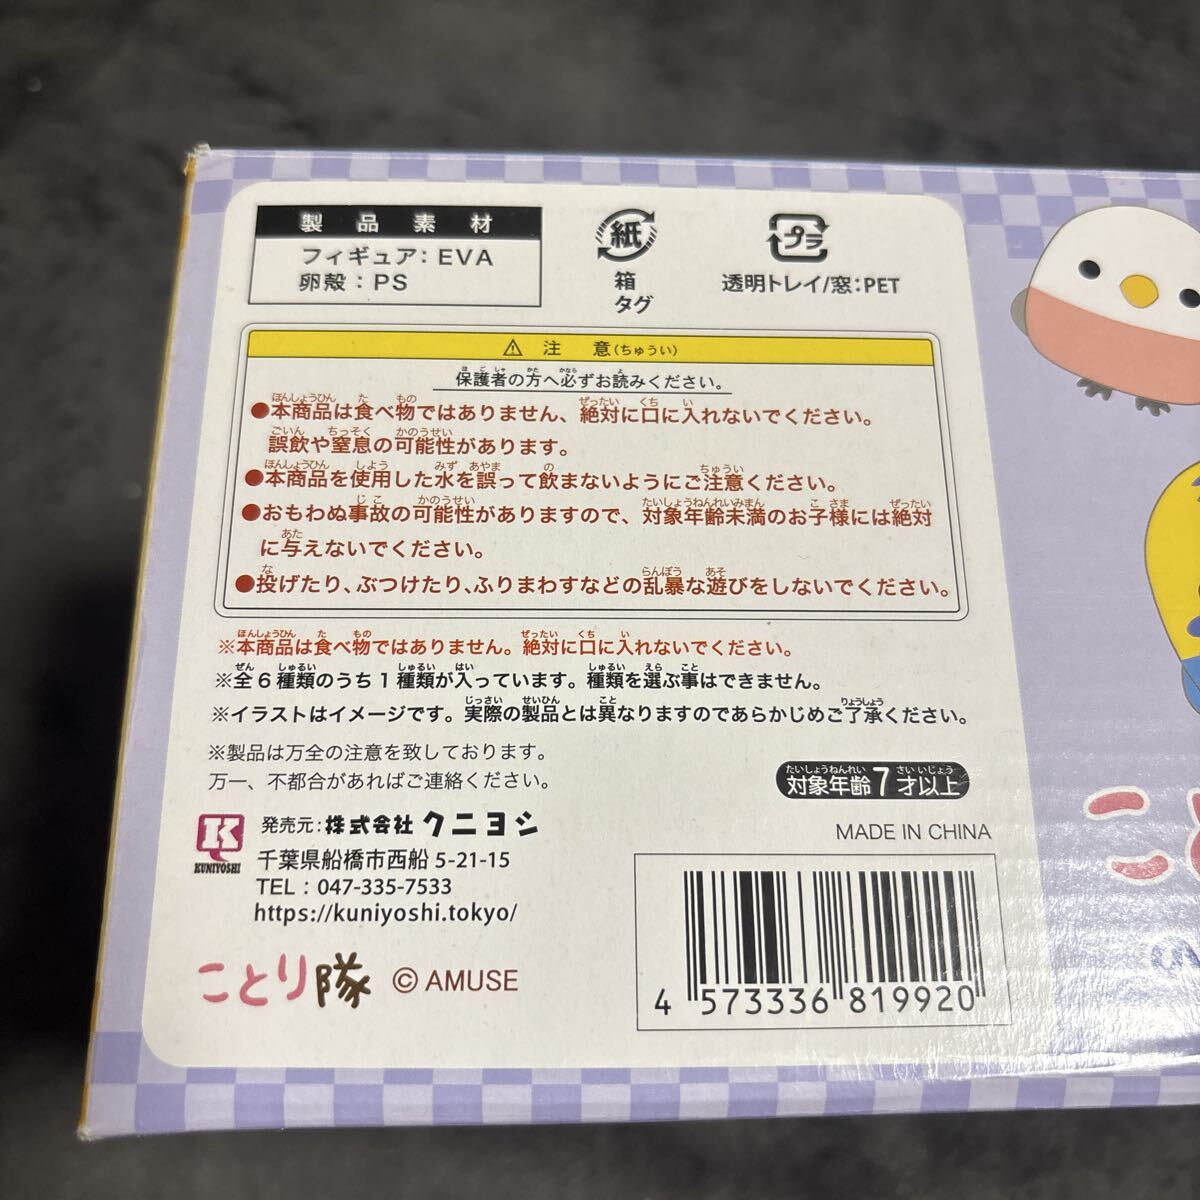 製品素材
フィギュア：EVA
卵殻：PS
紙
箱
タグ
プラ
透明トレイ/窓：PET
⚠ 注 意(ちゅうい)
保護者の方へ必ずお読みください。
●本商品は食べ物ではありません、絶対に口に入れないでください。
誤飲や窒息の可能性があります。
●本商品を使用した水を誤って飲まないようにご注意ください。
●おもわぬ事故の可能性がありますので、対象年齢未満のお子様には絶対
に与えないでください。
●投げたり、ぶつけたり、ふりまわすなどの乱暴な遊びをしないでください。
※本商品は食べ物ではありません。絶対に口に入れないでください。
※全６種類のうち１種類が入っています。種類を選ぶ事はできません。
※イラストはイメージです。実際の製品とは異なりますのであらかじめご了承ください。
※製品は万全の注意を致しております。
万一、不都合があればご連絡ください。
対象年齢７才以上
K
KUNIYOSHI
発売元：株式会社 クニヨシ
千葉県船橋市西船 5-21-15
TEL：047-335-7533
https://kuniyoshi.tokyo/
ことり隊 © AMUSE
MADE IN CHINA
4 573336 819920
こ